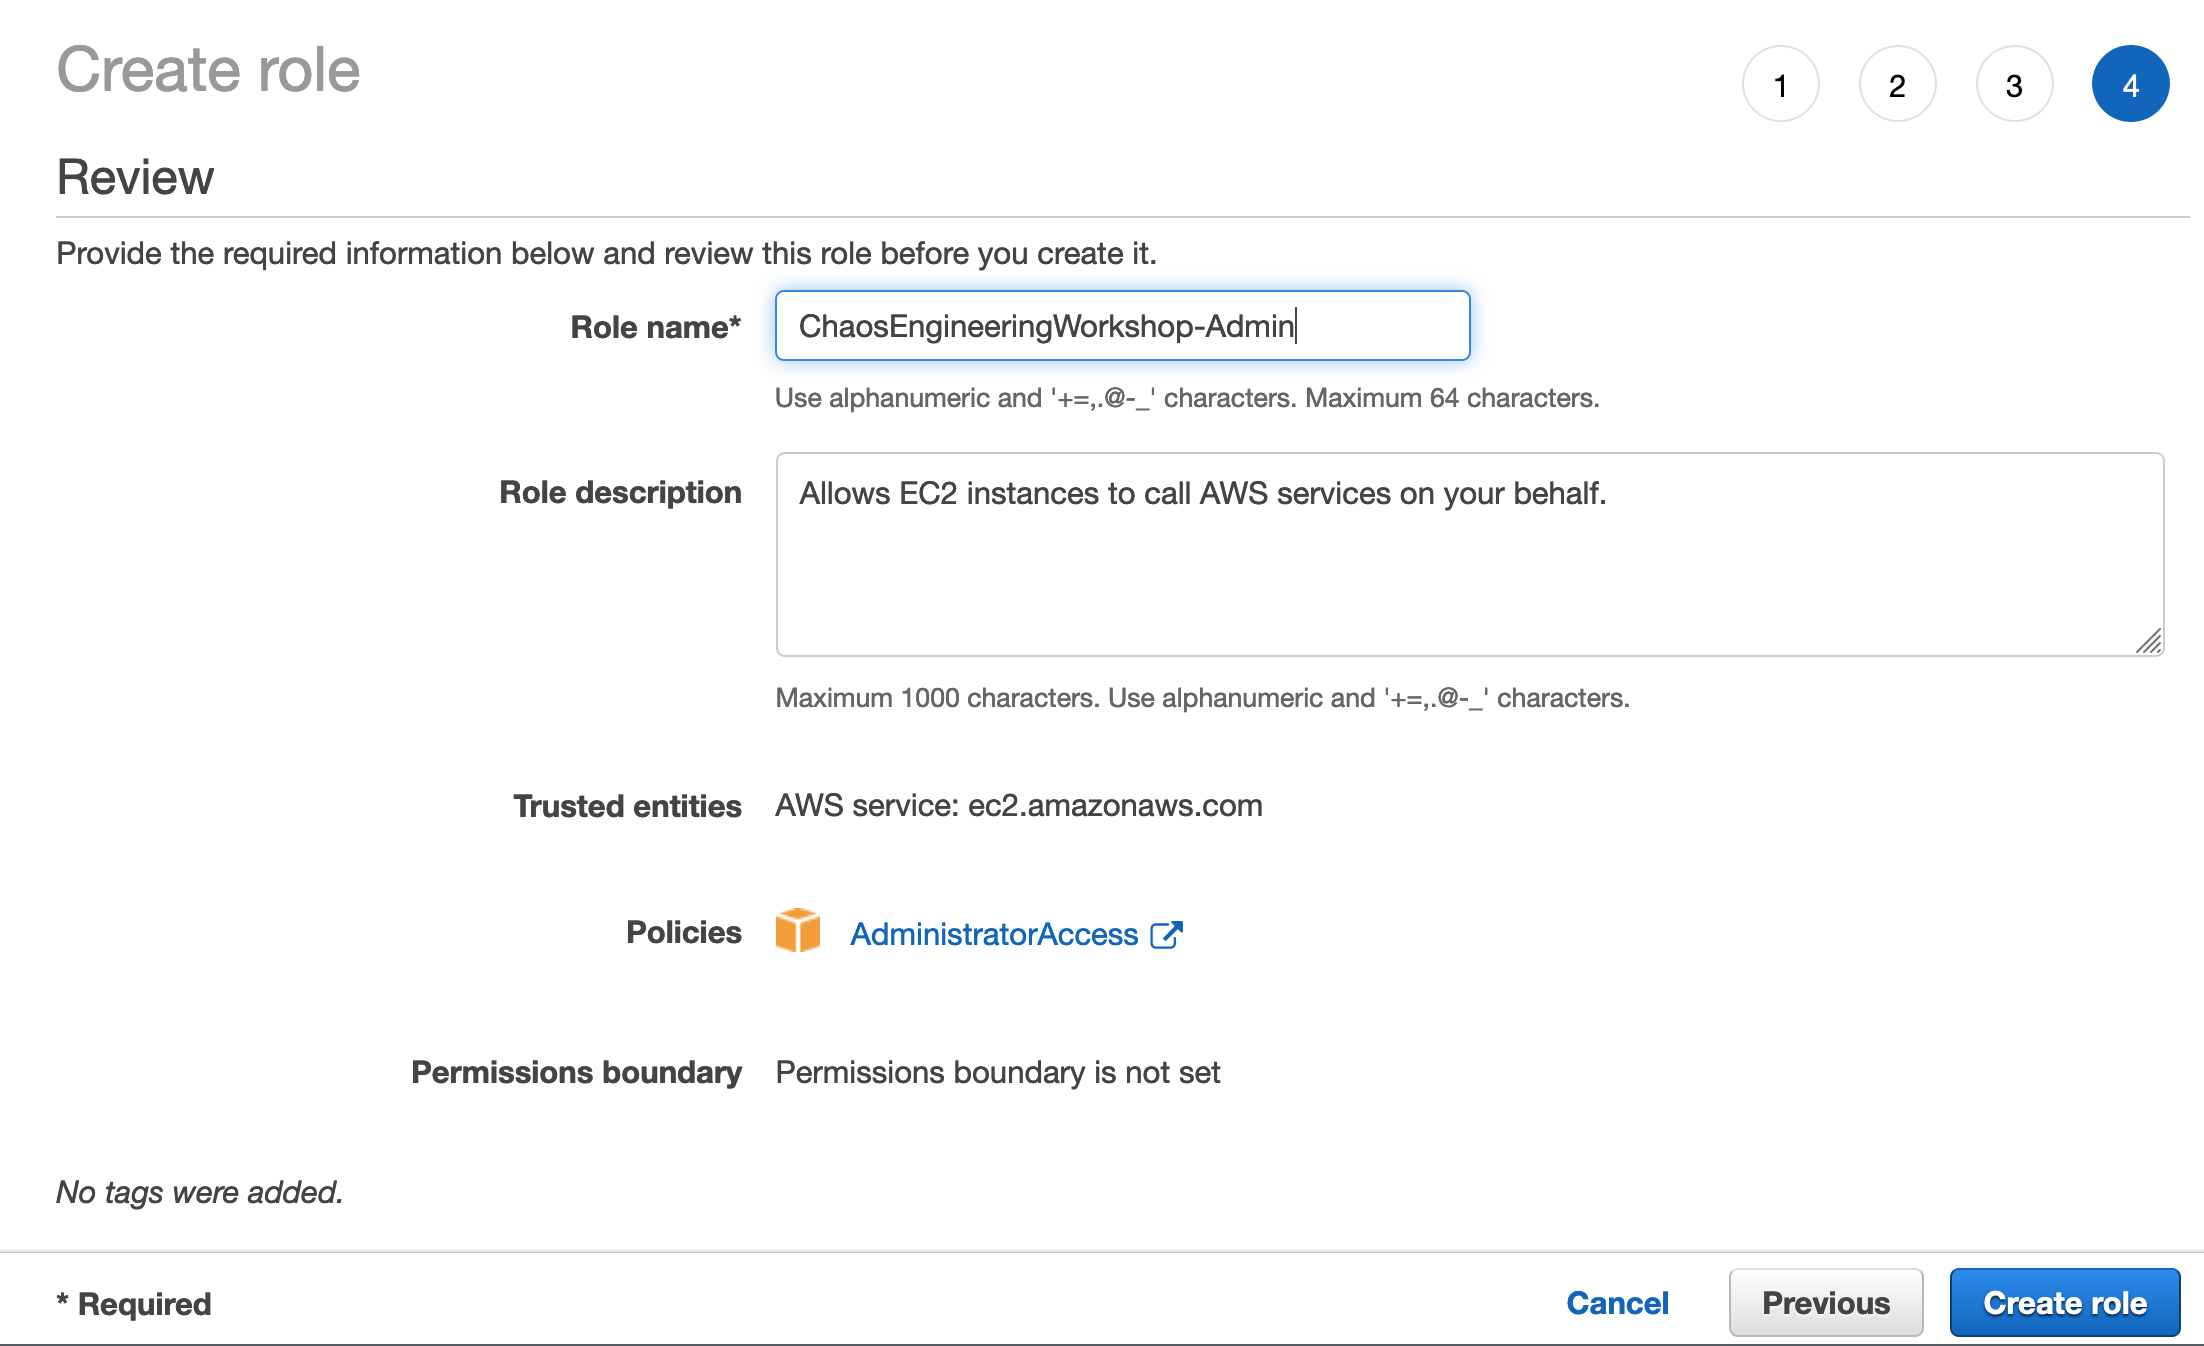 Create role
1 2 3 4
Review
Provide the required information below and review this role before you create it.
Role name* ChaosEngineeringWorkshop-Admin
Use alphanumeric and '+=,.@-_' characters. Maximum 64 characters.
Role description Allows EC2 instances to call AWS services on your behalf.
Maximum 1000 characters. Use alphanumeric and '+=,.@-_' characters.
Trusted entities AWS service: ec2.amazonaws.com
Policies AdministratorAccess
Permissions boundary Permissions boundary is not set
No tags were added.
* Required Cancel Previous Create role